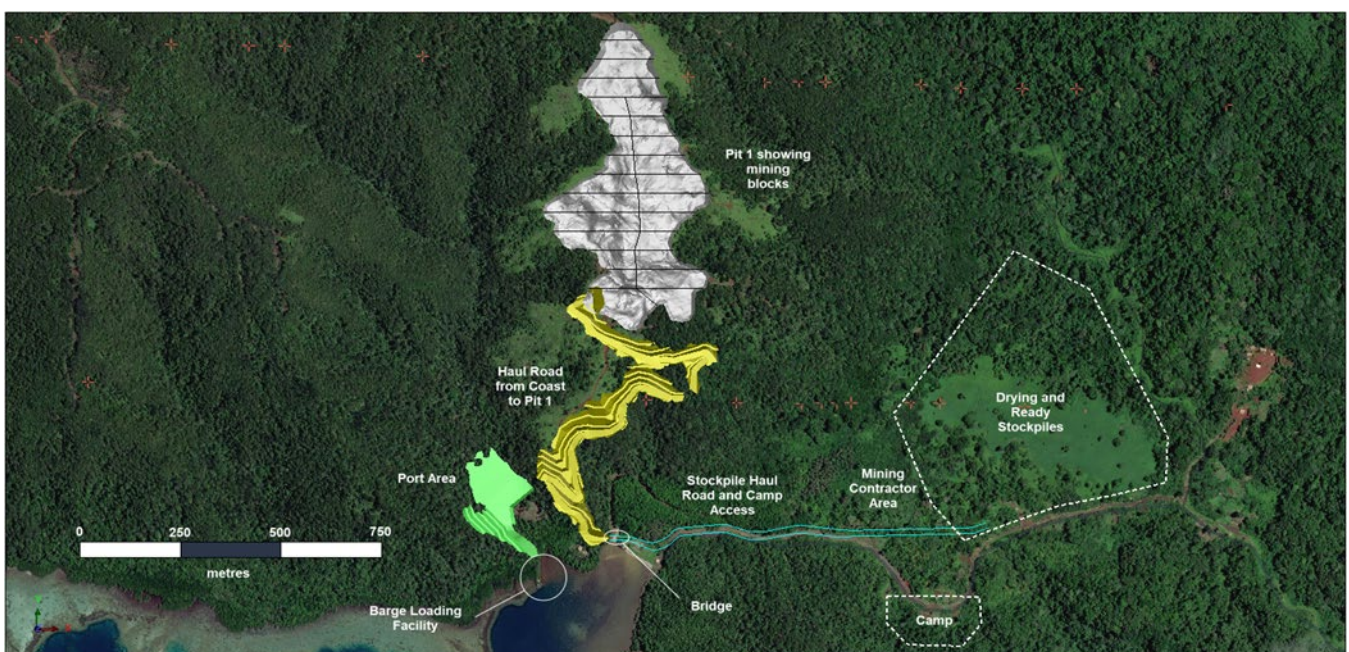 Pit 1 showing
mining
blocks
Haul Road
from Coast
to Pit 1
Drying and
Ready
Stockpiles
Port Area
Stockpile Haul
Road and Camp
Access
Mining
Contractor
Area
0 250 500 750
metres
Barge Loading
Facility
Bridge
Camp